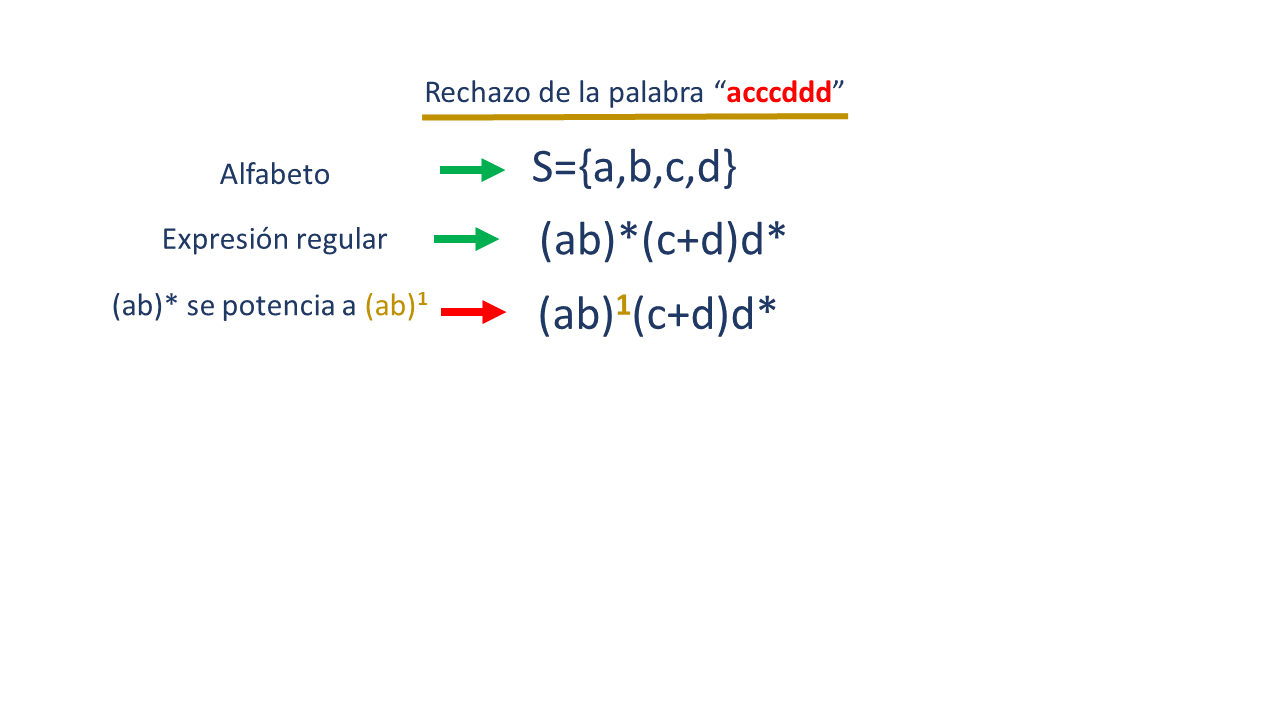 Rechazo de la palabra “acccddd”
Alfabeto S={a,b,c,d}
Expresión regular (ab)*(c+d)d*
(ab)* se potencia a (ab)¹ (ab)¹(c+d)d*